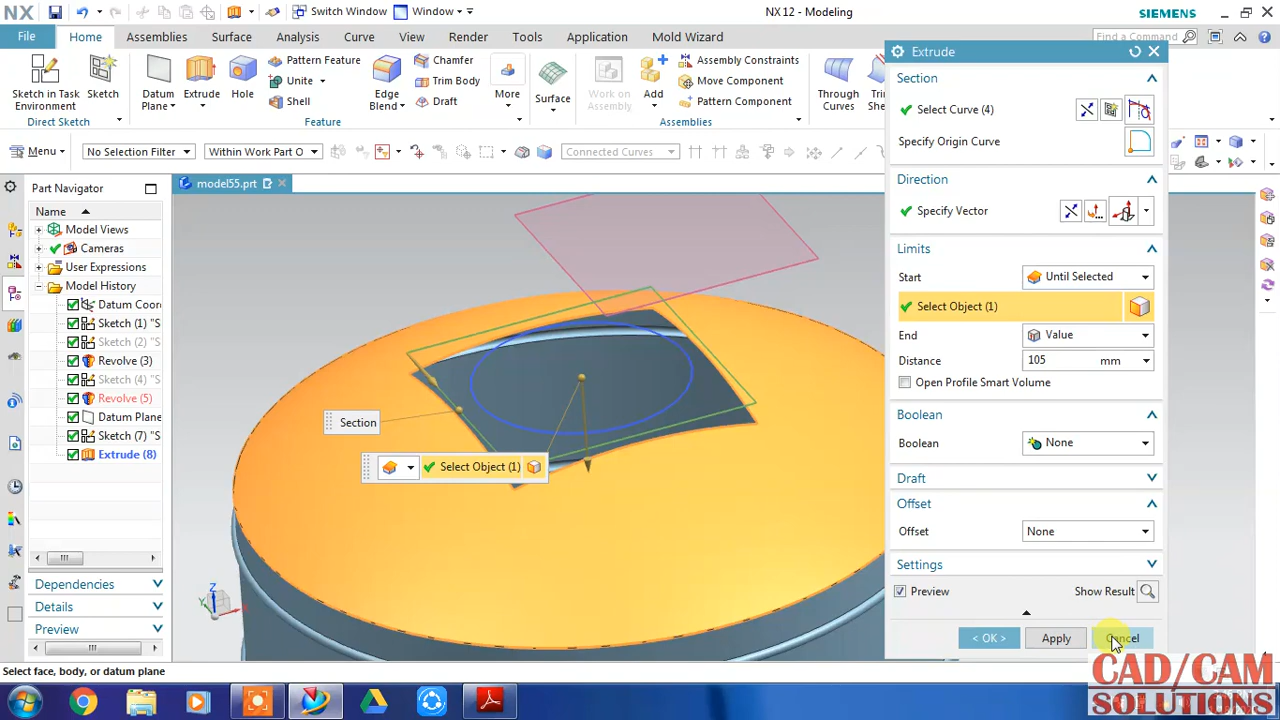 NX
Switch Window
Window
NX 12 - Modeling
SIEMENS
File
Home
Assemblies
Surface
Analysis
Curve
View
Render
Tools
Application
Mold Wizard
Find a Command
Sketch in Task Environment
Sketch
Direct Sketch
Datum Plane
Extrude
Hole
Pattern Feature
Unite
Shell
Edge Blend
Chamfer
Trim Body
Draft
More
Feature
Surface
Work on Assembly
Add
Assembly Constraints
Move Component
Pattern Component
Assemblies
Through Curves
Menu
No Selection Filter
Within Work Part O
Connected Curves
Part Navigator
model55.prt
Name
Model Views
Cameras
User Expressions
Model History
Datum Coor
Sketch (1) "S
Sketch (2) "S
Revolve (3)
Sketch (4) "S
Revolve (5)
Datum Plane
Sketch (7) "S
Extrude (8)
Dependencies
Details
Preview
Section
Select Object (1)
Z
Y
Extrude
Section
Select Curve (4)
Specify Origin Curve
Direction
Specify Vector
Limits
Start
Until Selected
Select Object (1)
End
Value
Distance
105
mm
Open Profile Smart Volume
Boolean
Boolean
None
Draft
Offset
Offset
None
Settings
Preview
Show Result
< OK >
Apply
Cancel
Select face, body, or datum plane
CAD/CAM
SOLUTIONS